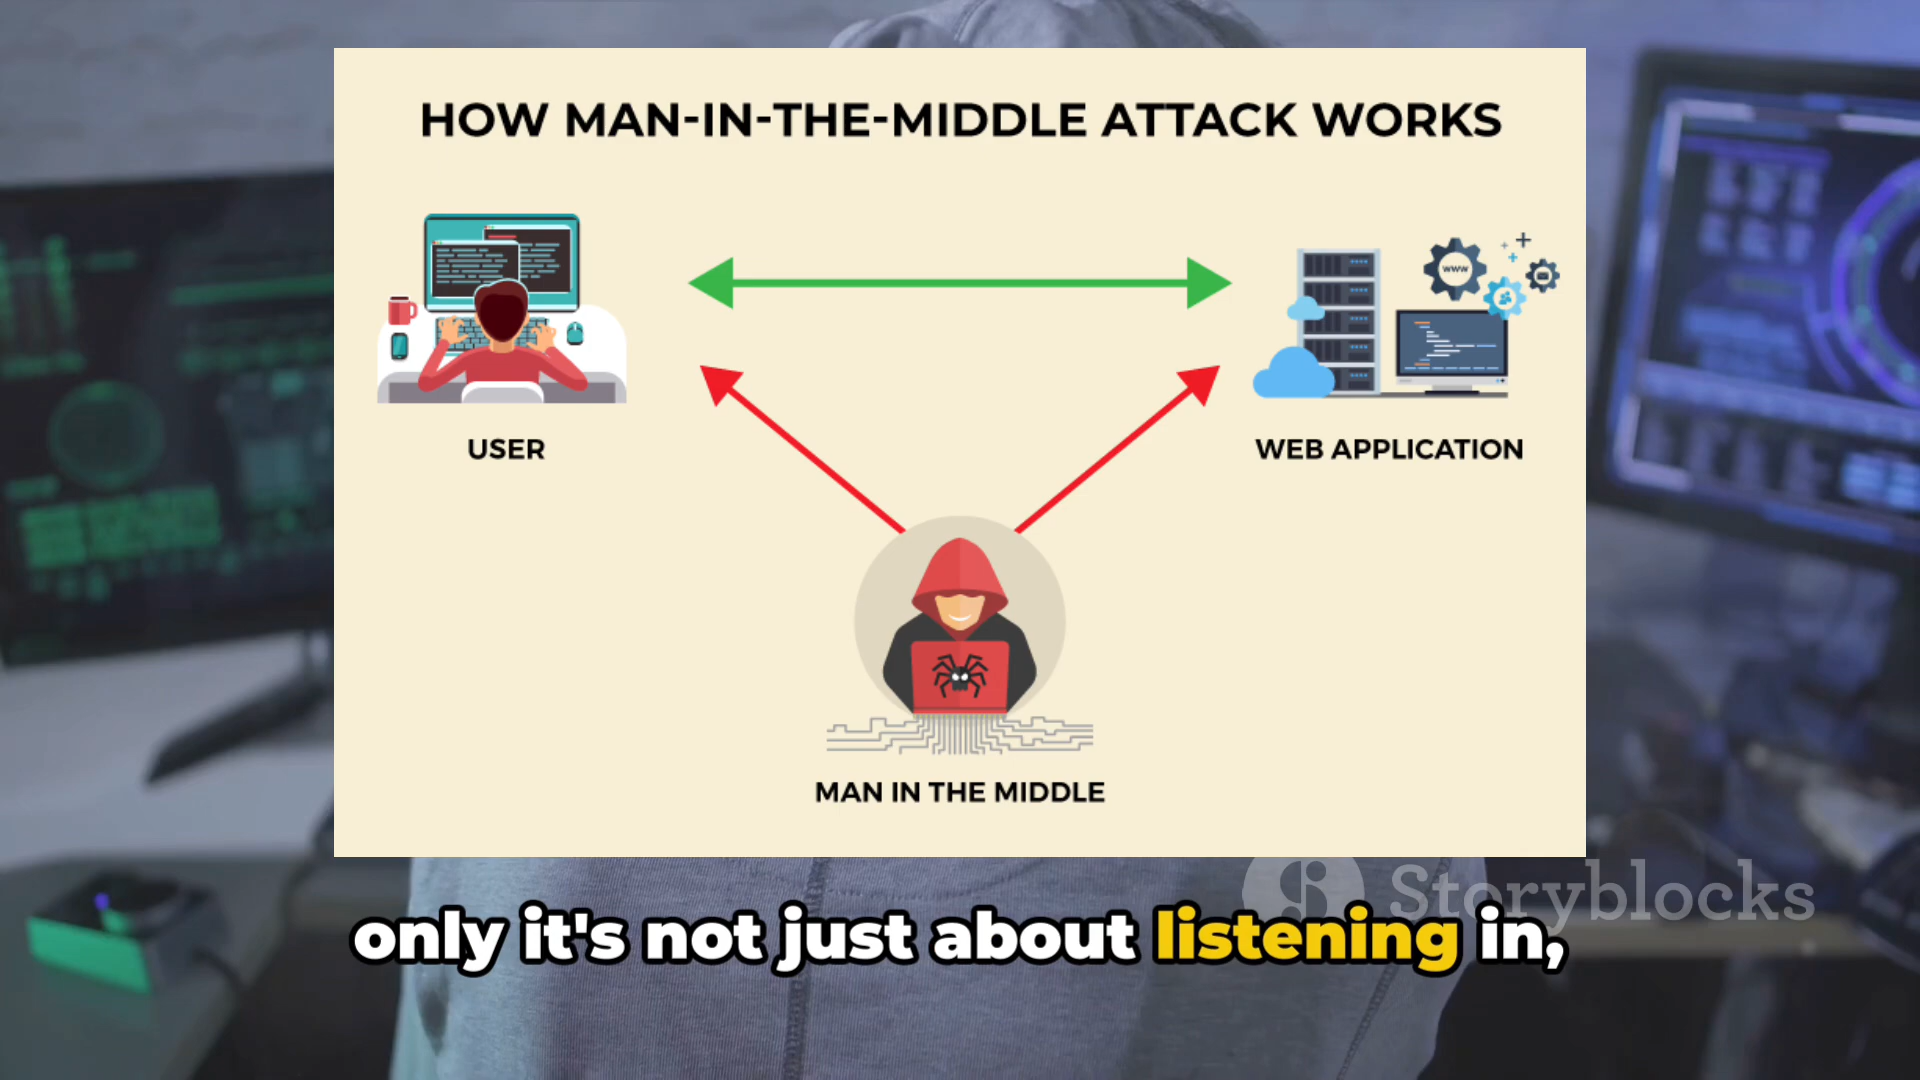 HOW MAN-IN-THE-MIDDLE ATTACK WORKS
WWW
USER
WEB APPLICATION
MAN IN THE MIDDLE
Storyblocks
only it's not just about listening in,